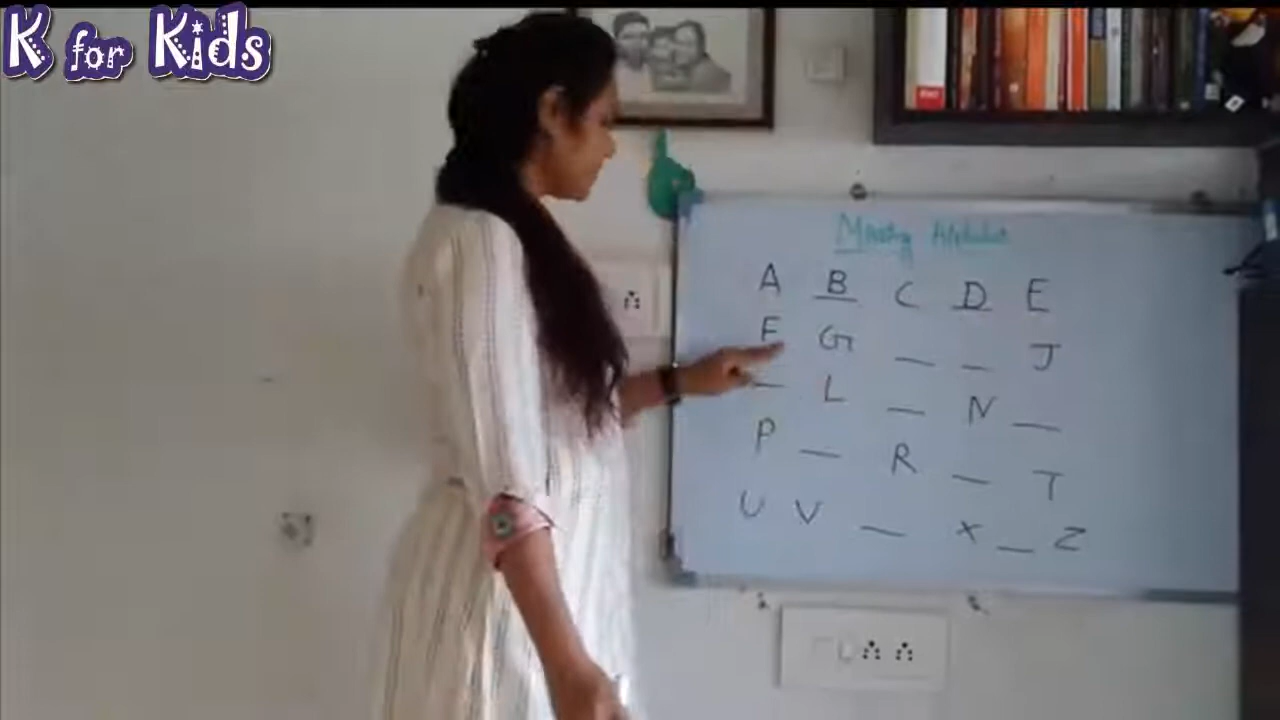 K for Kids
Missing Alphabet
A B C D E
F G _ _ J
_ L _ N _
P _ R _ T
U V _ X _ Z